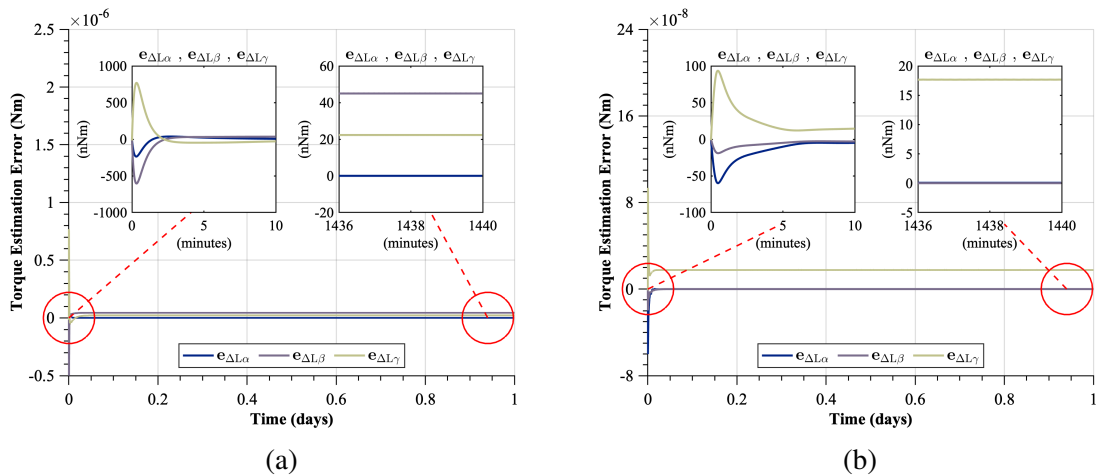 ×10⁻⁶
2.5
2
1.5
1
0.5
0
-0.5
Torque Estimation Error (Nm)
0 0.2 0.4 0.6 0.8 1
Time (days)
e_ΔLα , e_ΔLβ , e_ΔLγ
1000
500
0
-500
-1000
(nNm)
0 5 10
(minutes)
e_ΔLα , e_ΔLβ , e_ΔLγ
60
40
20
0
-20
(nNm)
1436 1438 1440
(minutes)
e_ΔLα e_ΔLβ e_ΔLγ
(a)
×10⁻⁸
24
16
8
0
-8
Torque Estimation Error (Nm)
0 0.2 0.4 0.6 0.8 1
Time (days)
e_ΔLα , e_ΔLβ , e_ΔLγ
100
50
0
-50
-100
(nNm)
0 5 10
(minutes)
e_ΔLα , e_ΔLβ , e_ΔLγ
20
15
10
5
0
-5
(nNm)
1436 1438 1440
(minutes)
e_ΔLα e_ΔLβ e_ΔLγ
(b)